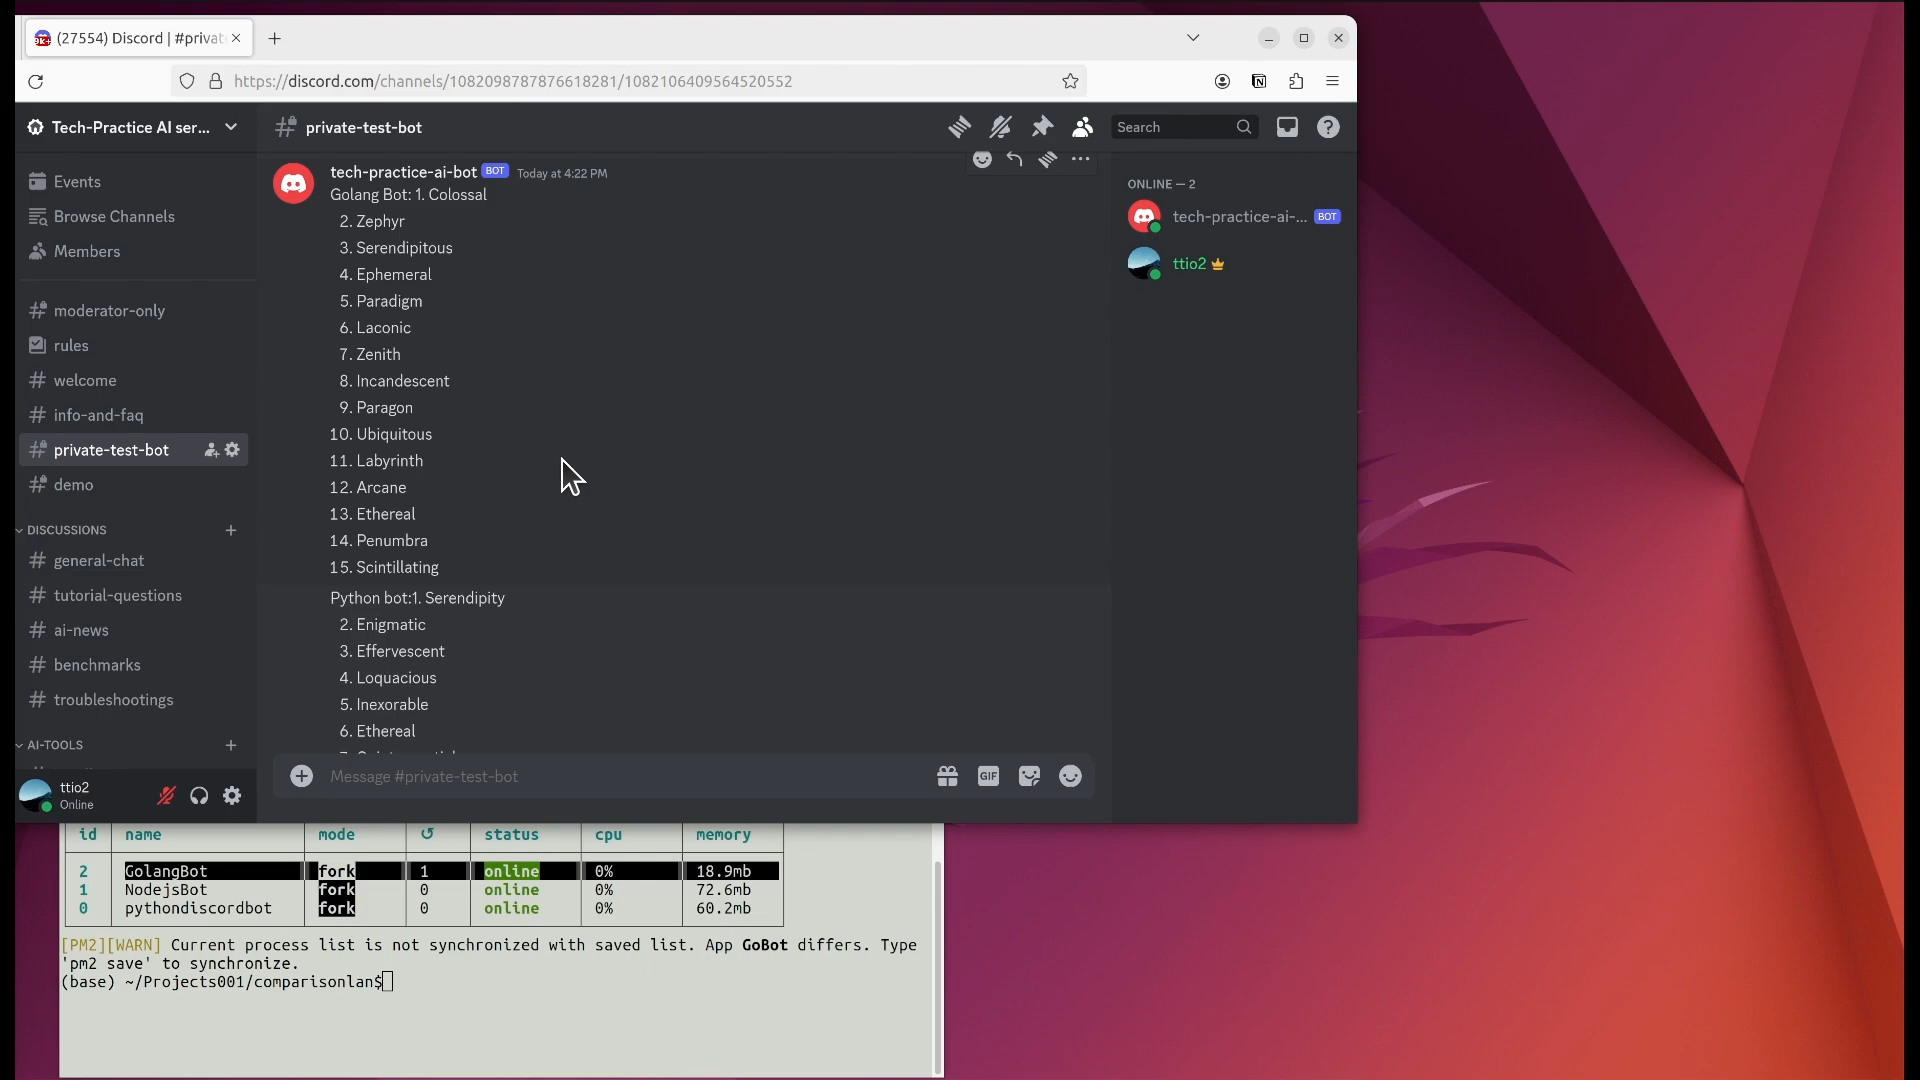 (27554) Discord | #privat
https://discord.com/channels/1082098787876618281/1082106409564520552
Tech-Practice AI ser...
private-test-bot
Search
Events
Browse Channels
Members
moderator-only
rules
welcome
info-and-faq
private-test-bot
demo
DISCUSSIONS
general-chat
tutorial-questions
ai-news
benchmarks
troubleshootings
AI-TOOLS
ttio2
Online
tech-practice-ai-bot BOT Today at 4:22 PM
Golang Bot: 1. Colossal
2. Zephyr
3. Serendipitous
4. Ephemeral
5. Paradigm
6. Laconic
7. Zenith
8. Incandescent
9. Paragon
10. Ubiquitous
11. Labyrinth
12. Arcane
13. Ethereal
14. Penumbra
15. Scintillating
Python bot:1. Serendipity
2. Enigmatic
3. Effervescent
4. Loquacious
5. Inexorable
6. Ethereal
Message #private-test-bot
GIF
ONLINE — 2
tech-practice-ai-... BOT
ttio2
id name mode ↺ status cpu memory
2 GolangBot fork 1 online 0% 18.9mb
1 NodejsBot fork 0 online 0% 72.6mb
0 pythondiscordbot fork 0 online 0% 60.2mb
[PM2][WARN] Current process list is not synchronized with saved list. App GoBot differs. Type
'pm2 save' to synchronize.
(base) ~/Projects001/comparisonlan$